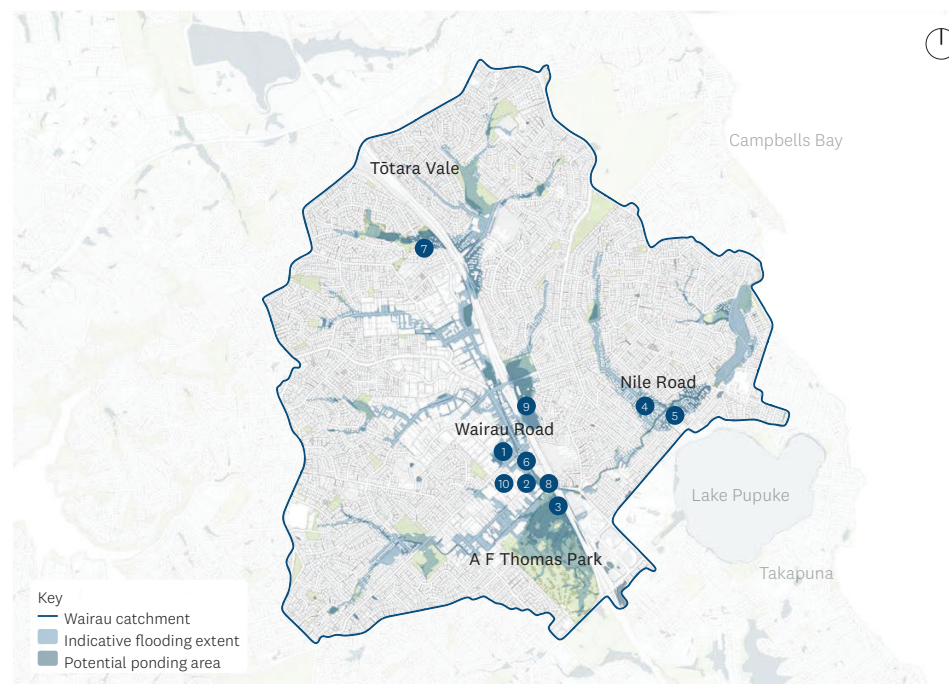 Campbells Bay
Tōtara Vale
7
Nile Road
4
5
9
Wairau Road
1
6
10
2
8
Lake Pupuke
3
A F Thomas Park
Takapuna
Key
Wairau catchment
Indicative flooding extent
Potential ponding area